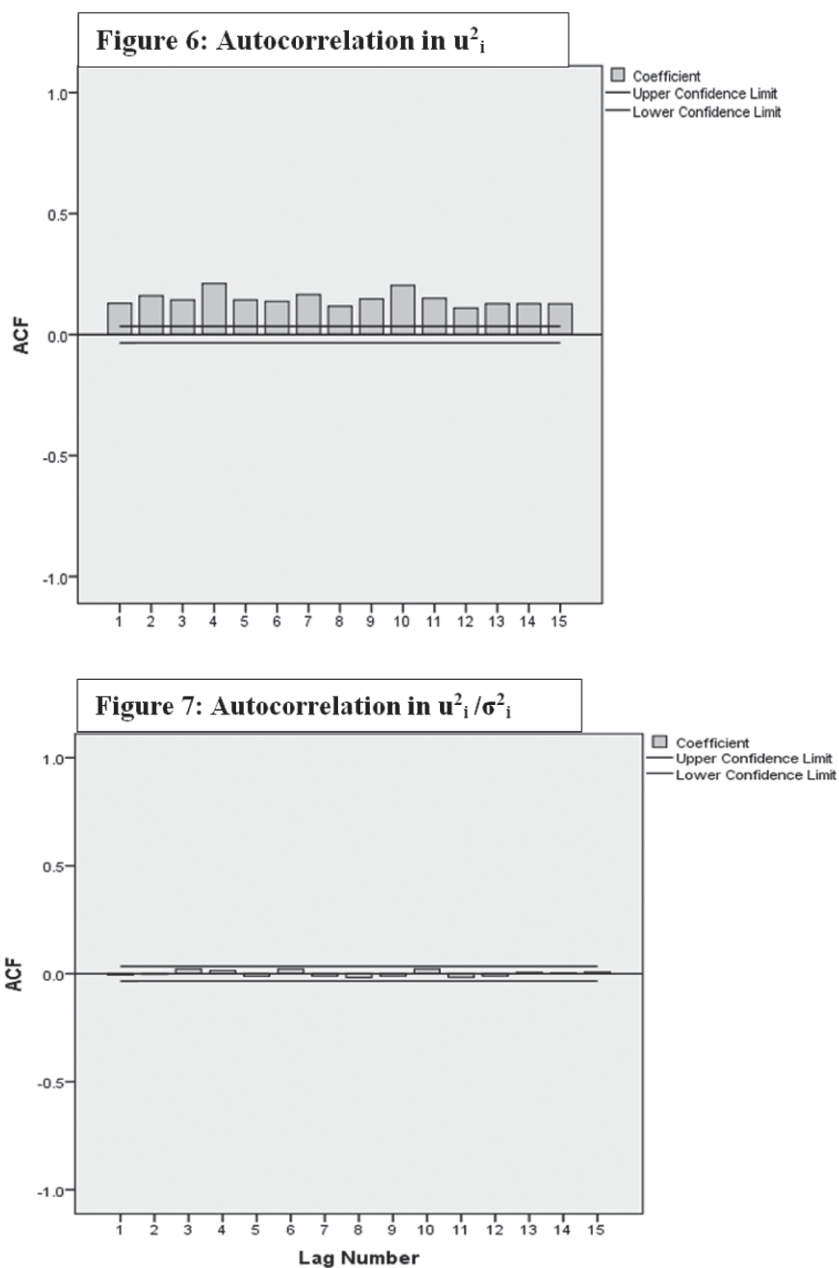 Figure 6: Autocorrelation in u²ᵢ
Coefficient
Upper Confidence Limit
Lower Confidence Limit
1.0
0.5
0.0
-0.5
-1.0
ACF
1 2 3 4 5 6 7 8 9 10 11 12 13 14 15
Figure 7: Autocorrelation in u²ᵢ /σ²ᵢ
Coefficient
Upper Confidence Limit
Lower Confidence Limit
1.0
0.5
0.0
-0.5
-1.0
ACF
1 2 3 4 5 6 7 8 9 10 11 12 13 14 15
Lag Number